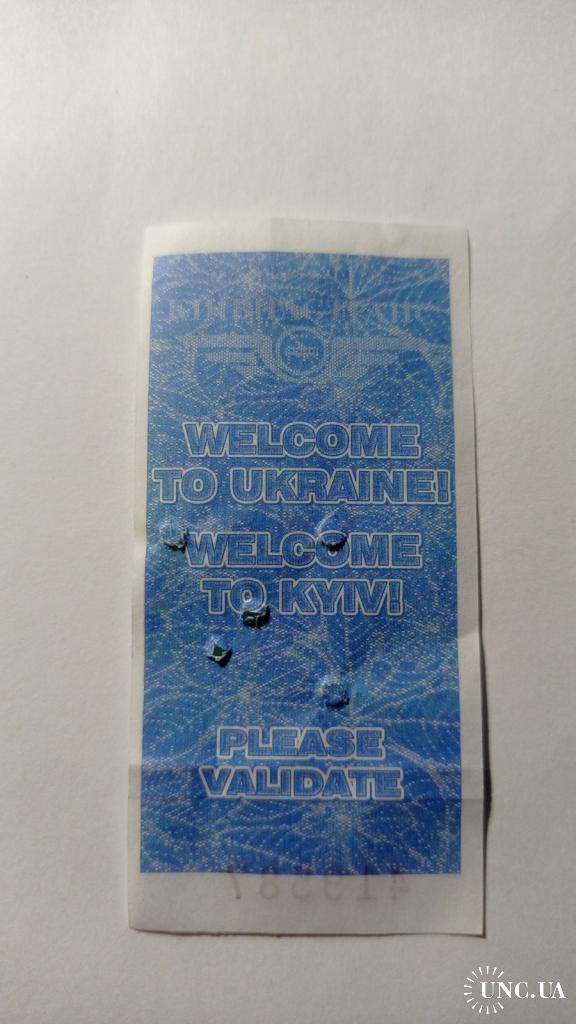 WELCOME
TO UKRAINE!
WELCOME
TO KYIV!
PLEASE
VALIDATE
UNC.UA